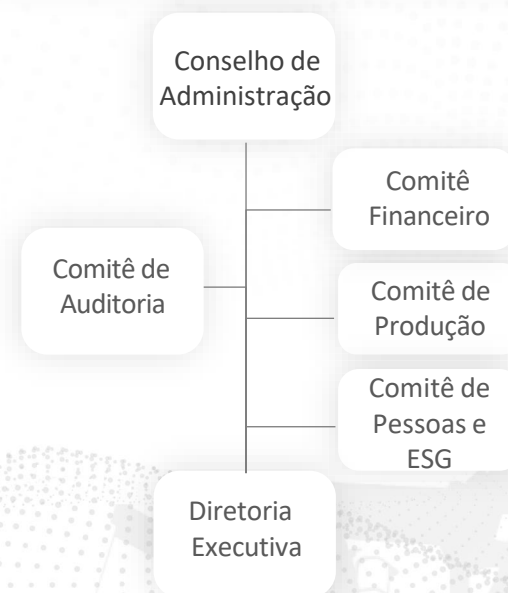 Conselho de
Administração
Comitê
Financeiro
Comitê de
Auditoria
Comitê de
Produção
Comitê de
Pessoas e
ESG
Diretoria
Executiva